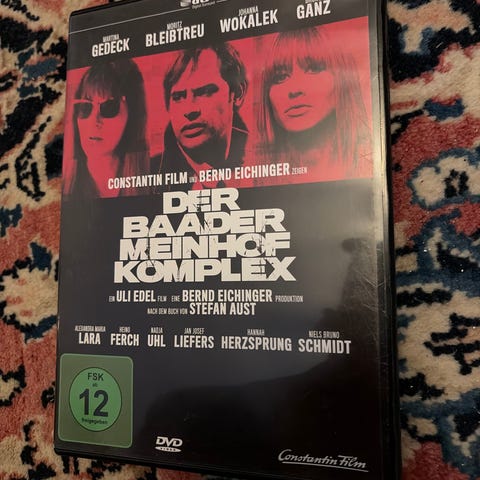 MARTINA MORITZ JOHANNA
GEDECK BLEIBTREU WOKALEK GANZ
CONSTANTIN FILM UND BERND EICHINGER ZEIGEN
DER
BAADER
MEINHOF
KOMPLEX
EIN ULI EDEL FILM EINE BERND EICHINGER PRODUKTION
NACH DEM BUCH VON STEFAN AUST
ALEXANDRA MARIA HEINO NADJA JAN JOSEF HANNAH NIELS BRUNO
LARA FERCH UHL LIEFERS HERZSPRUNG SCHMIDT
FSK
ab
12
freigegeben
DVD
VIDEO
Constantin Film